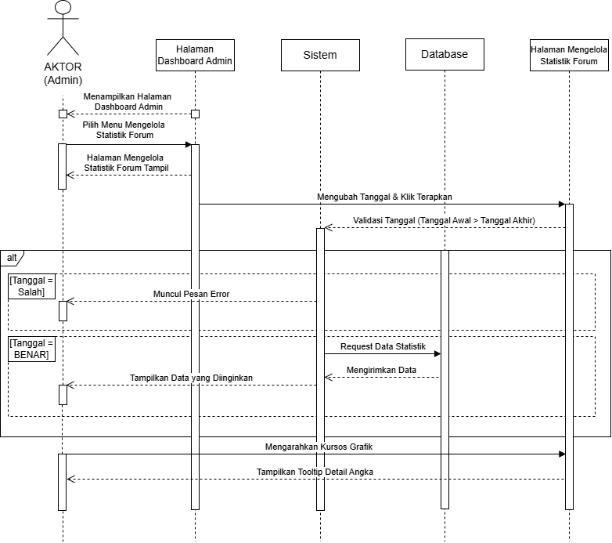 AKTOR
(Admin)
Halaman
Dashboard Admin
Sistem
Database
Halaman Mengelola
Statistik Forum
Menampilkan Halaman
Dashboard Admin
Pilih Menu Mengelola
Statistik Forum
Halaman Mengelola
Statistik Forum Tampil
Mengubah Tanggal & Klik Terapkan
Validasi Tanggal (Tanggal Awal > Tanggal Akhir)
alt
[Tanggal =
Salah]
Muncul Pesan Error
[Tanggal =
BENAR]
Request Data Statistik
Mengirimkan Data
Tampilkan Data yang Diinginkan
Mengarahkan Kursos Grafik
Tampilkan Tooltip Detail Angka